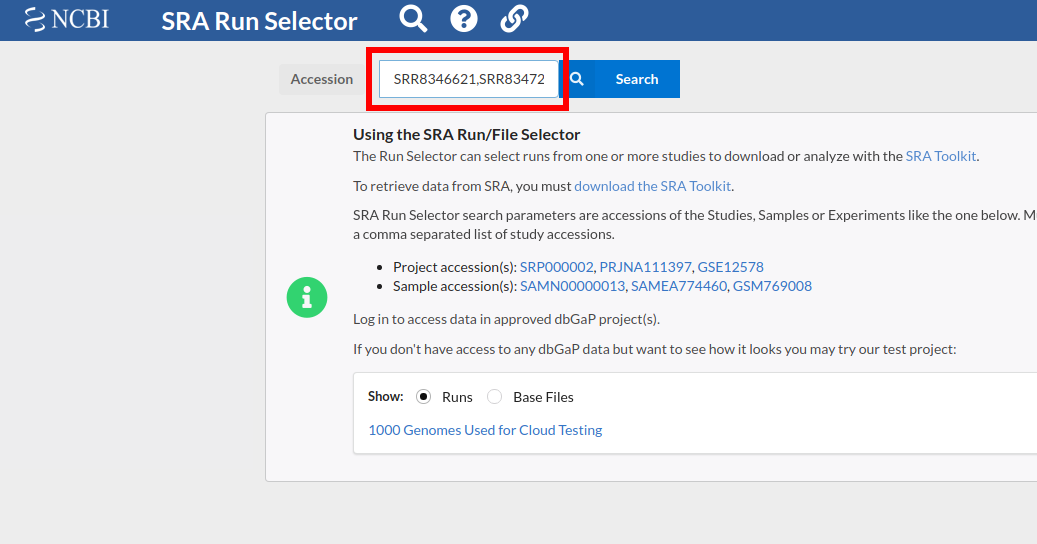 NCBI SRA Run Selector
Accession SRR8346621,SRR83472 Search
Using the SRA Run/File Selector
The Run Selector can select runs from one or more studies to download or analyze with the SRA Toolkit.
To retrieve data from SRA, you must download the SRA Toolkit.
SRA Run Selector search parameters are accessions of the Studies, Samples or Experiments like the one below.
a comma separated list of study accessions.
• Project accession(s): SRP000002, PRJNA111397, GSE12578
• Sample accession(s): SAMN00000013, SAMEA774460, GSM769008
Log in to access data in approved dbGaP project(s).
If you don't have access to any dbGaP data but want to see how it looks you may try our test project:
Show: Runs Base Files
1000 Genomes Used for Cloud Testing